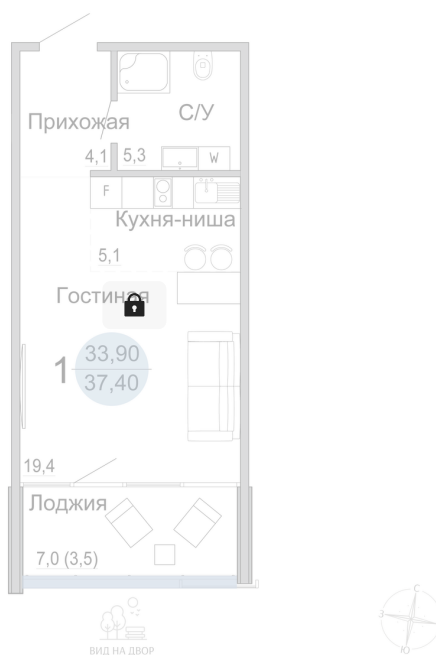 Прихожая
С/У
4,1
5,3
W
F
Кухня-ниша
5,1
Гостиная
1
33,90
37,40
19,4
Лоджия
7,0 (3,5)
ВИД НА ДВОР
С
Ю